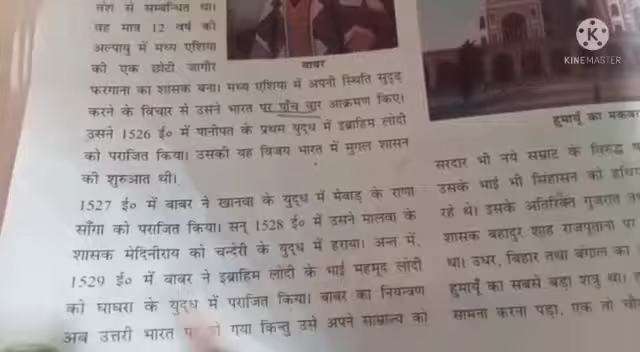 वंश से सम्बन्धित था।
वह मात्र 12 वर्ष की
अल्पायु में मध्य एशिया
की एक छोटी जागीर
फरगाना का शासक बना। मध्य एशिया में अपनी स्थिति सुदृढ़
करने के विचार से उसने भारत पर पाँच बार आक्रमण किए।
उसने 1526 ई० में पानीपत के प्रथम युद्ध में इब्राहिम लोदी
को पराजित किया। उसकी यह विजय भारत में मुगल शासन
की शुरुआत थी।
1527 ई० में बाबर ने खानवा के युद्ध में मेवाड़ के राणा
साँगा को पराजित किया। सन् 1528 ई० में उसने मालवा के
शासक मेदिनीराय को चन्देरी के युद्ध में हराया। अन्त में,
1529 ई० में बाबर ने इब्राहिम लोदी के भाई महमूद लोदी
को घाघरा के युद्ध में पराजित किया। बाबर का नियन्त्रण
अब उत्तरी भारत गया किन्तु उसे अपने साम्राज्य को
बाबर
KINEMASTER
हुमायूँ का मकबर
सरदार भी नये सम्राट के विरुद्ध
उसके भाई भी सिंहासन को हथि
रहे थे। इसके अतिरिक्त गुजरात
शासक बहादुर शाह राजपूताना पर
था। उधर, बिहार तथा बंगाल का
हुमायूँ का सबसे बड़ा शत्रु था।
सामना करना पड़ा, एक तो